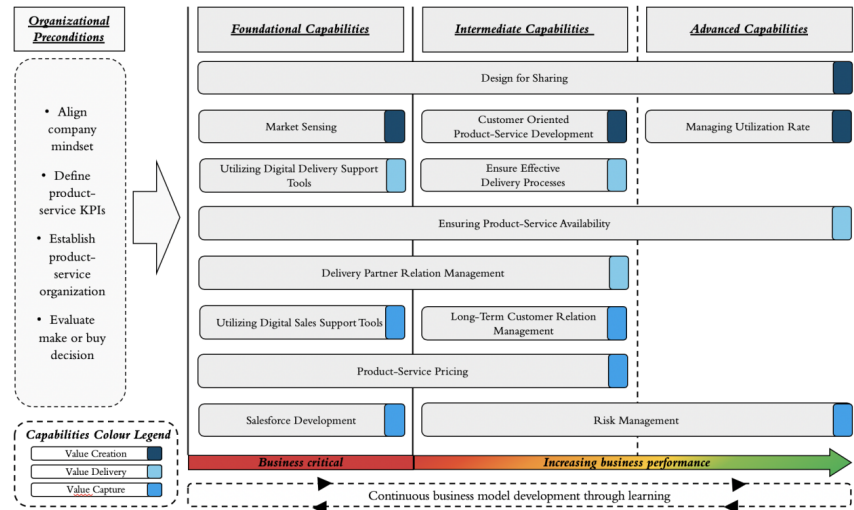 Organizational
Preconditions
Foundational Capabilities
Intermediate Capabilities
Advanced Capabilities
• Align
company
mindset
• Define
product-
service KPIs
• Establish
product-
service
organization
• Evaluate
make or buy
decision
Design for Sharing
Market Sensing
Customer Oriented
Product-Service Development
Managing Utilization Rate
Utilizing Digital Delivery Support
Tools
Ensure Effective
Delivery Processes
Ensuring Product-Service Availability
Delivery Partner Relation Management
Utilizing Digital Sales Support Tools
Long-Term Customer Relation
Management
Product-Service Pricing
Salesforce Development
Risk Management
Capabilities Colour Legend
Value Creation
Value Delivery
Value Capture
Business critical
Increasing business performance
Continuous business model development through learning